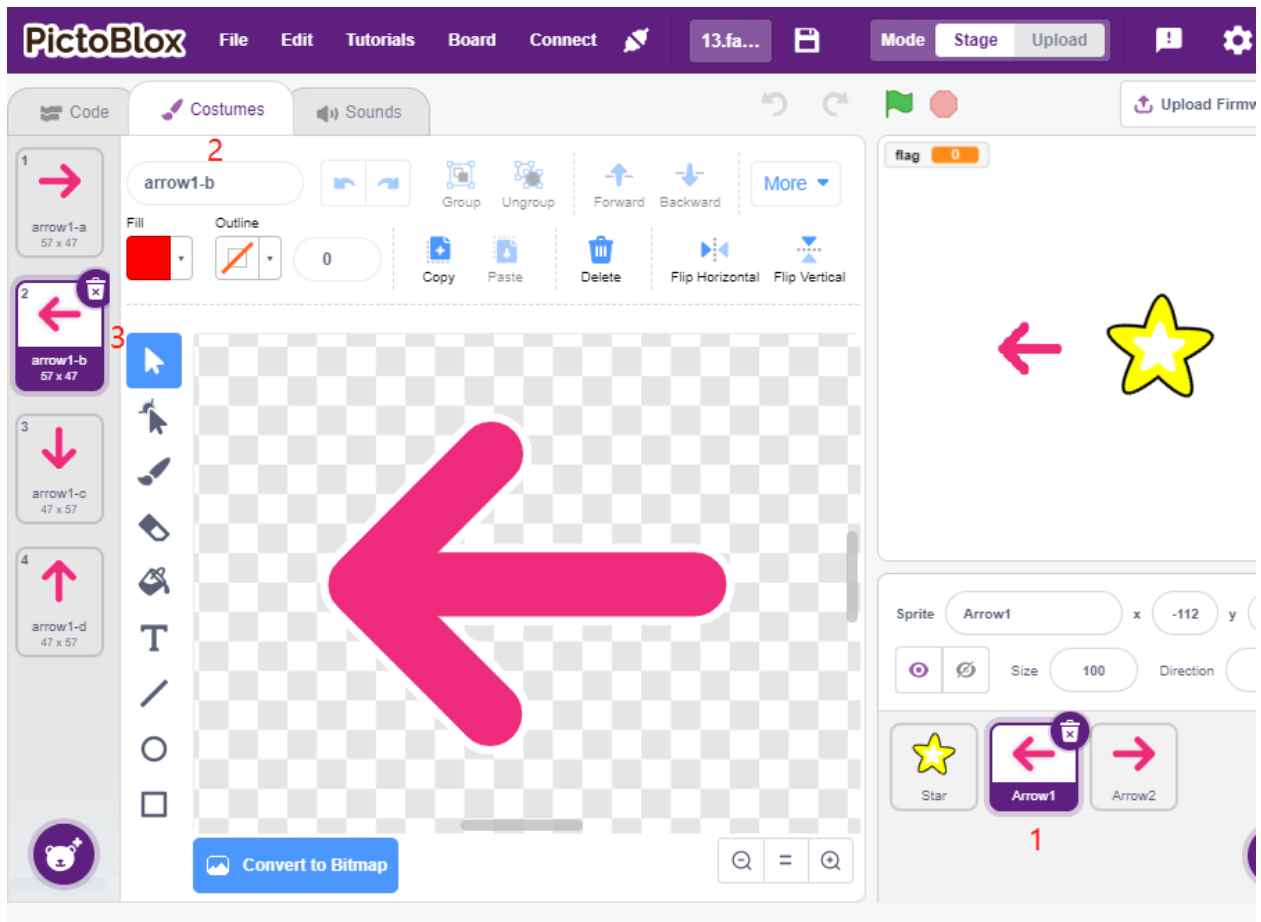 PictoBlox File Edit Tutorials Board Connect 13.fa... Mode Stage Upload
Code Costumes Sounds Upload Firmw
2
flag 0
1
arrow1-a
57 x 47
arrow1-b Group Ungroup Forward Backward More
Fill Outline
0 Copy Paste Delete Flip Horizontal Flip Vertical
2
arrow1-b
57 x 47
3
3
arrow1-c
47 x 57
4
arrow1-d
47 x 57
T
Convert to Bitmap
Sprite Arrow1 x -112 y
Size 100 Direction
Star Arrow1 Arrow2
1